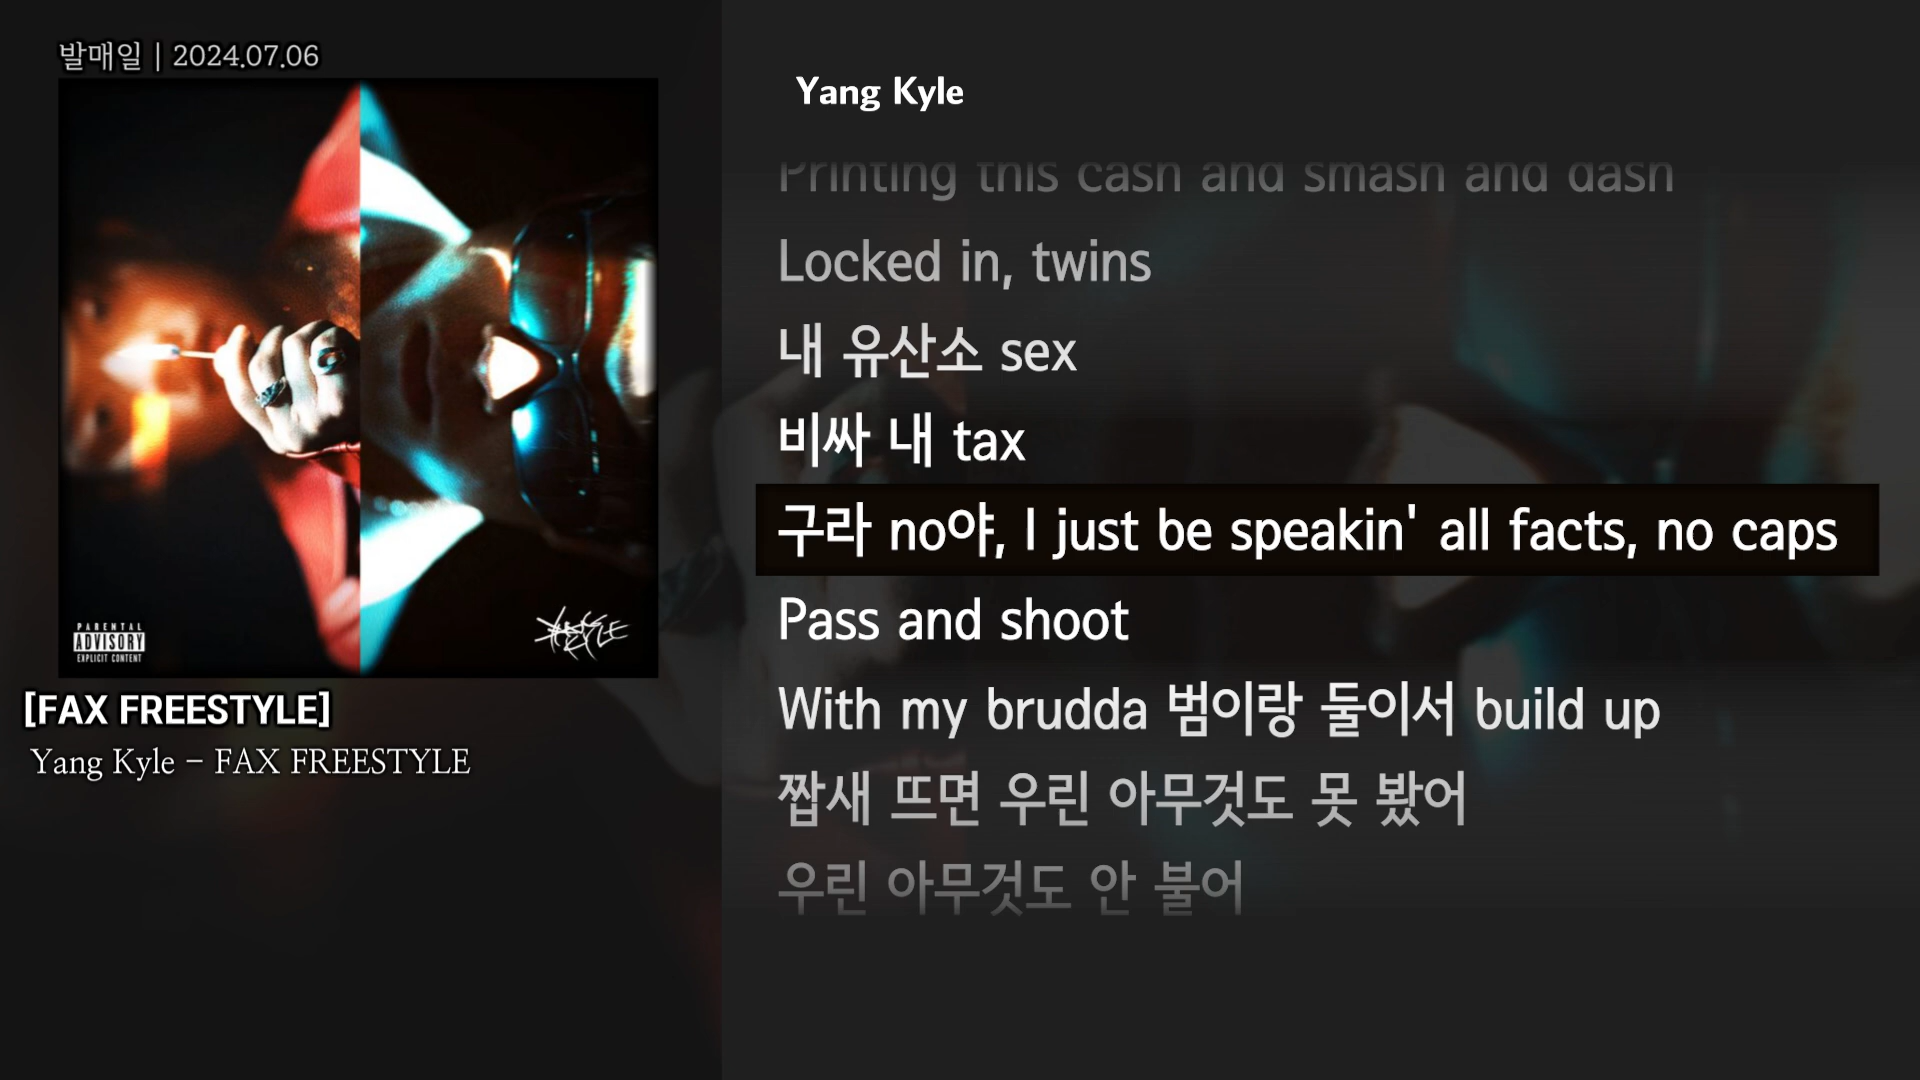 발매일 | 2024.07.06
PARENTAL
ADVISORY
EXPLICIT CONTENT
[FAX FREESTYLE]
Yang Kyle - FAX FREESTYLE
Yang Kyle
Printing this cash and smash and dash
Locked in, twins
내 유산소 sex
비싸 내 tax
구라 no야, I just be speakin' all facts, no caps
Pass and shoot
With my brudda 범이랑 둘이서 build up
짭새 뜨면 우린 아무것도 못 봤어
우린 아무것도 안 불어